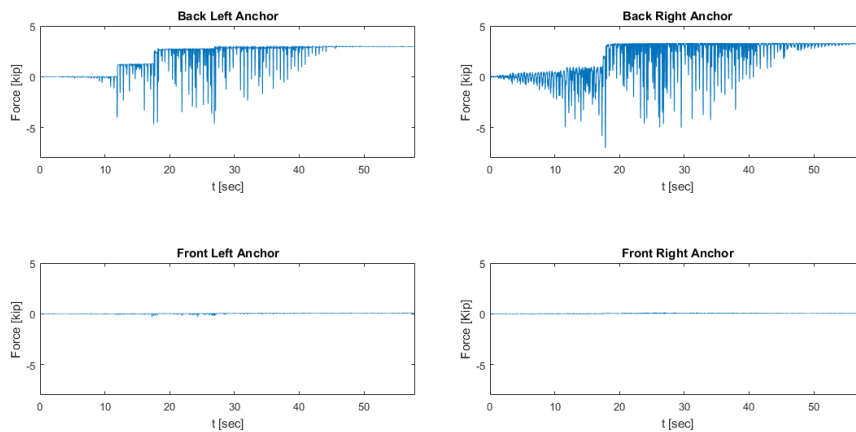 Back Left Anchor
5
0
-5
Force [kip]
0 10 20 30 40 50
t [sec]
Back Right Anchor
5
0
-5
Force [kip]
0 10 20 30 40 50
t [sec]
Front Left Anchor
5
0
-5
Force [kip]
0 10 20 30 40 50
t [sec]
Front Right Anchor
5
0
-5
Force [Kip]
0 10 20 30 40 50
t [sec]